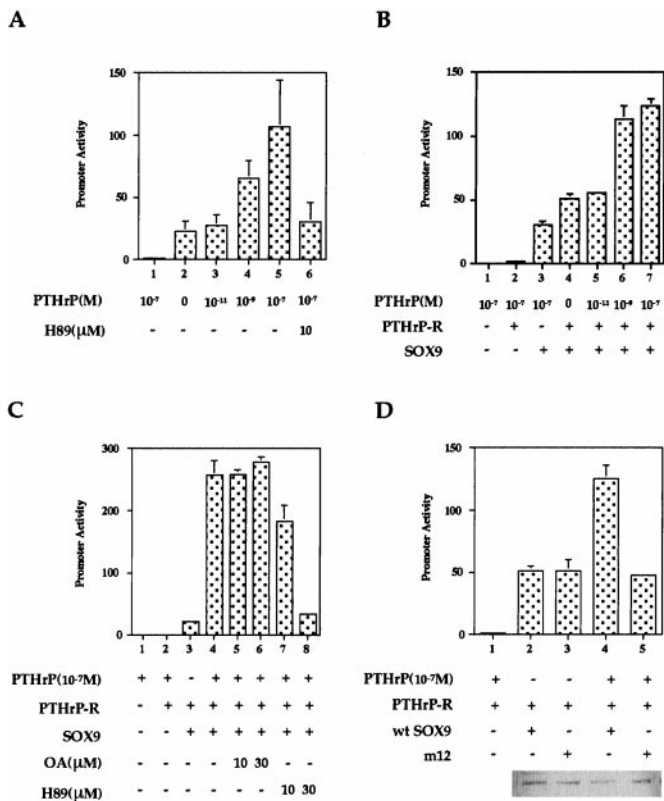 A
150
100
50
0
Promoter Activity
1 2 3 4 5 6
PTHrP(M) 10⁻⁷ 0 10⁻¹¹ 10⁻⁹ 10⁻⁷ 10⁻⁷
H89(μM) - - - - - 10
B
150
100
50
0
Promoter Activity
1 2 3 4 5 6 7
PTHrP(M) 10⁻⁷ 10⁻⁷ 10⁻⁷ 0 10⁻¹¹ 10⁻⁹ 10⁻⁷
PTHrP-R - + - + + + +
SOX9 - - + + + + +
C
300
200
100
0
Promoter Activity
1 2 3 4 5 6 7 8
PTHrP(10⁻⁷M) + + - + + + + +
PTHrP-R - + + + + + + +
SOX9 - - + + + + + +
OA(μM) - - - - 10 30 - -
H89(μM) - - - - - - 10 30
D
150
100
50
0
Promoter Activity
1 2 3 4 5
PTHrP(10⁻⁷M) + - - + +
PTHrP-R + + + + +
wt SOX9 - + - + -
m12 - - + - +